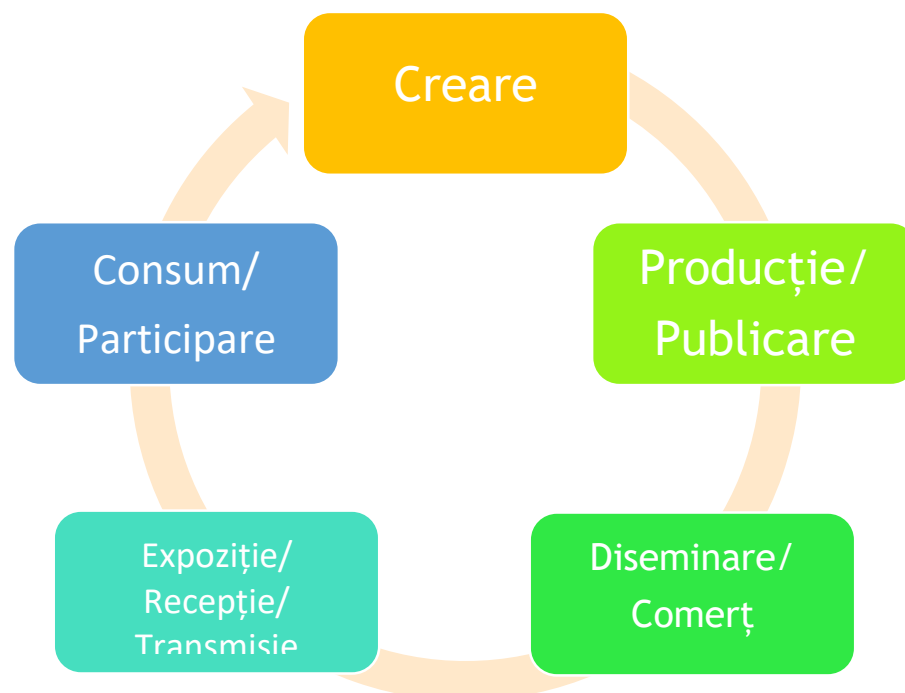 Creare
Producție/
Publicare
Diseminare/
Comerț
Expoziție/
Recepție/
Transmisie
Consum/
Participare